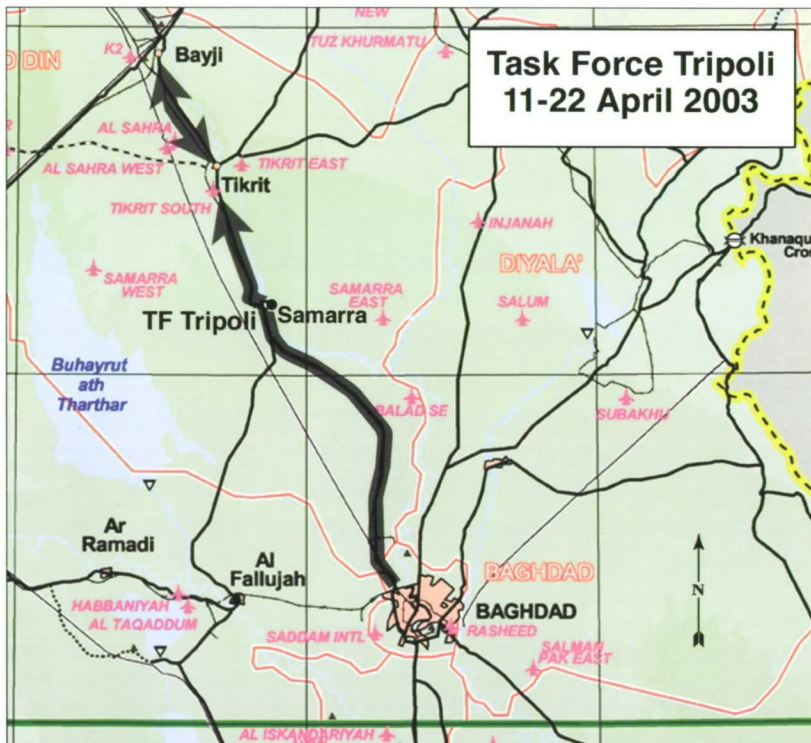 NEW
TUZ KHURMATU
K2
Bayji
D DIN
Task Force Tripoli
11-22 April 2003
AL SAHRA
AL SAHRA WEST
TIKRIT EAST
Tikrit
TIKRIT SOUTH
INJANAH
Khanaqu
Cros
DIYALA'
SAMARRA
WEST
SAMARRA
EAST
SALUM
TF Tripoli
Samarra
Buhayrut
ath
Tharthar
BALAD SE
SUBAKHU
Ar
Ramadi
Al
Fallujah
BAGHDAD
N
HABBANIYAH
AL TAQADDUM
BAGHDAD
SADDAM INTL
RASHEED
SALMAN
PAK EAST
AL ISKANDARIYAH